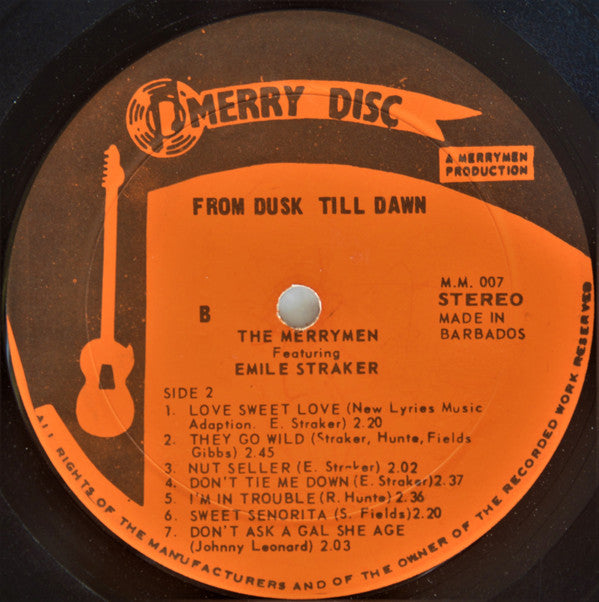 MERRY DISC
A MERRYMEN
PRODUCTION
FROM DUSK TILL DAWN
M.M. 007
STEREO
MADE IN
BARBADOS
B
THE MERRYMEN
Featuring
EMILE STRAKER
SIDE 2
1. LOVE SWEET LOVE (New Lyries Music
Adaption. E. Straker) 2.20
2. THEY GO WILD (Straker, Hunte, Fields
Gibbs) 2.45
3. NUT SELLER (E. Straker) 2.02
4. DON'T TIE ME DOWN (E. Straker) 2.37
5. I'M IN TROUBLE (R. Hunte) 2.36
6. SWEET SENORITA (S. Fields) 2.20
7. DON'T ASK A GAL SHE AGE
(Johnny Leonard) 2.03
All RIGHTS OF THE MANUFACTURERS AND OF THE OWNER OF THE RECORDED WORK RESERVED